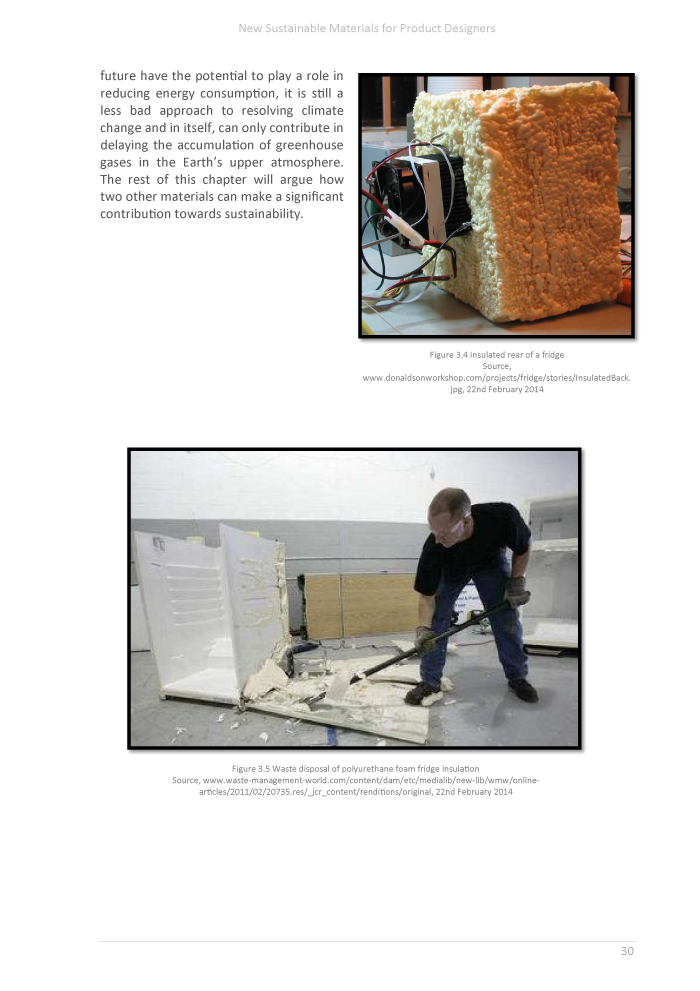 New Sustainable Materials for Product Designers
future have the potential to play a role in
reducing energy consumption, it is still a
less bad approach to resolving climate
change and in itself, can only contribute in
delaying the accumulation of greenhouse
gases in the Earth's upper atmosphere.
The rest of this chapter will argue how
two other materials can make a significant
contribution towards sustainability.
Figure 3.4 Insulated rear of a fridge
Source,
www.donaldsonworkshop.com/projects/fridge/stories/InsulatedBack.
jpg, 22nd February 2014
Figure 3.5 Waste disposal of polyurethane foam fridge insulation
Source, www.waste-management-world.com/content/dam/etc/medialib/new-lib/wmw/online-
articles/2011/02/20735.res/_jcr_content/renditions/original, 22nd February 2014
30